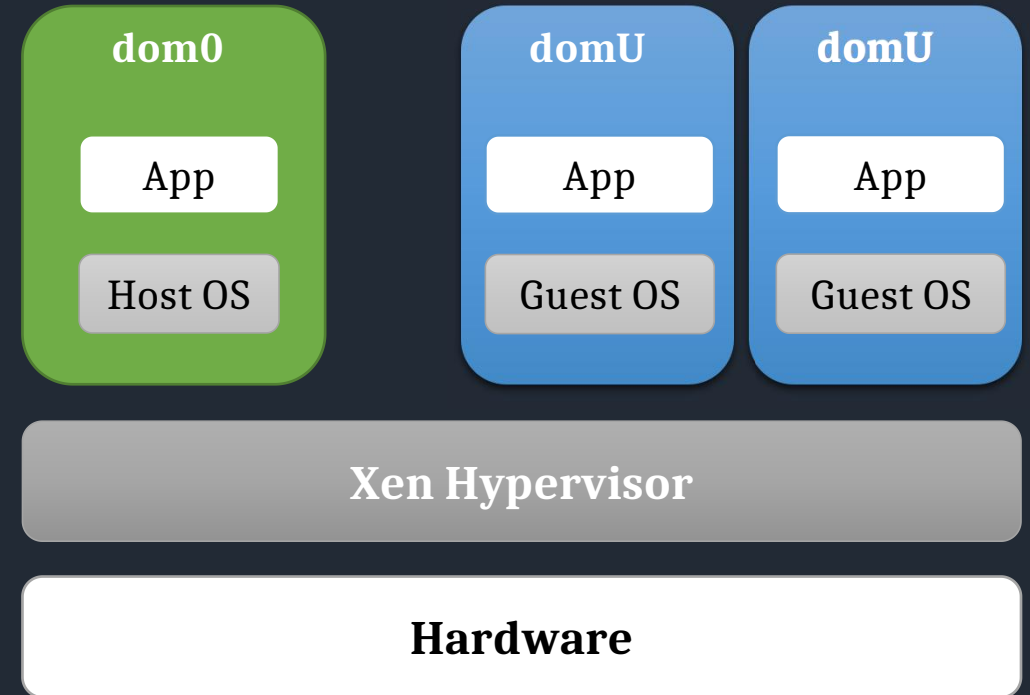 dom0
App
Host OS
domU
App
Guest OS
domU
App
Guest OS
Xen Hypervisor
Hardware